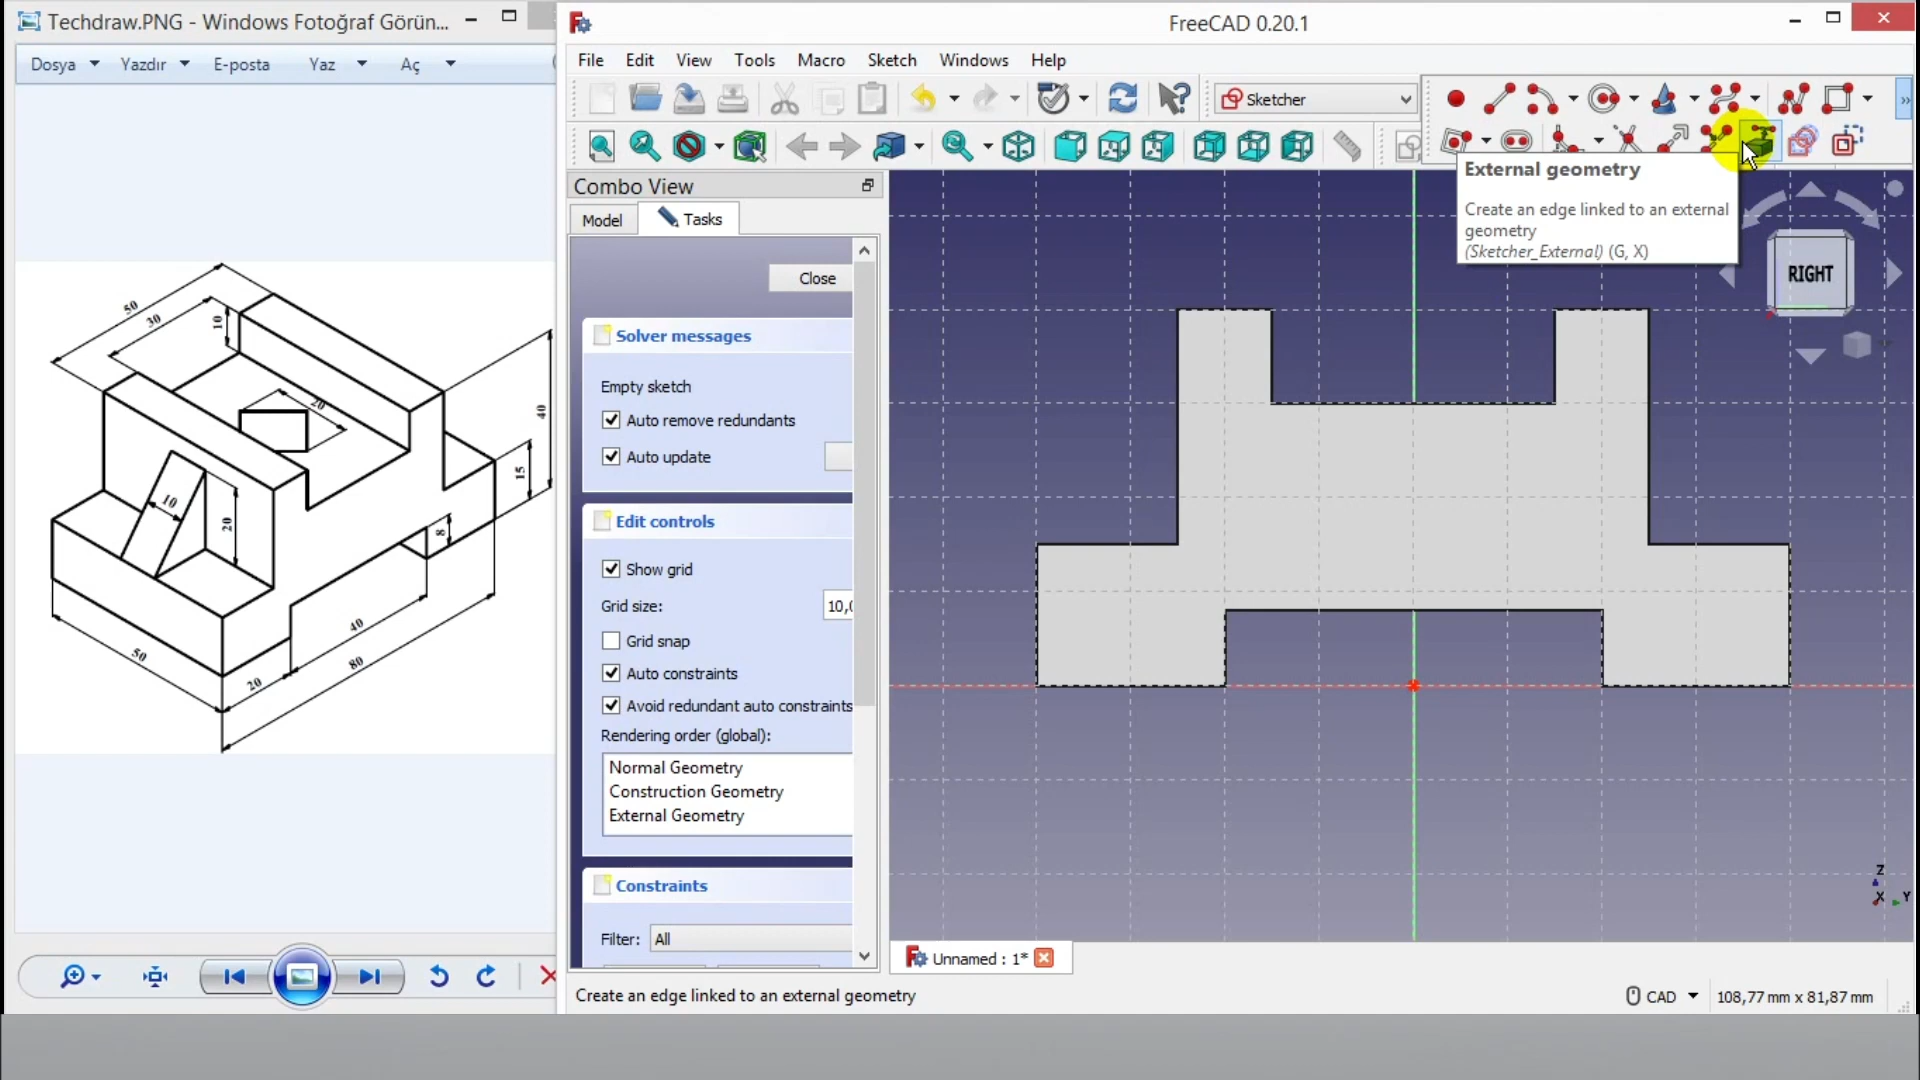 Techdraw.PNG - Windows Fotoğraf Görün...
Dosya Yazdır E-posta Yaz Aç
50
30
10
20
40
15
10
20
8
40
80
50
20
FreeCAD 0.20.1
File Edit View Tools Macro Sketch Windows Help
Sketcher
Combo View
Model Tasks
Close
Solver messages
Empty sketch
Auto remove redundants
Auto update
Edit controls
Show grid
Grid size: 10,0
Grid snap
Auto constraints
Avoid redundant auto constraints
Rendering order (global):
Normal Geometry
Construction Geometry
External Geometry
Constraints
Filter: All
External geometry
Create an edge linked to an external
geometry
(Sketcher_External) (G, X)
RIGHT
Z
X Y
Unnamed : 1*
Create an edge linked to an external geometry
CAD 108,77 mm x 81,87 mm